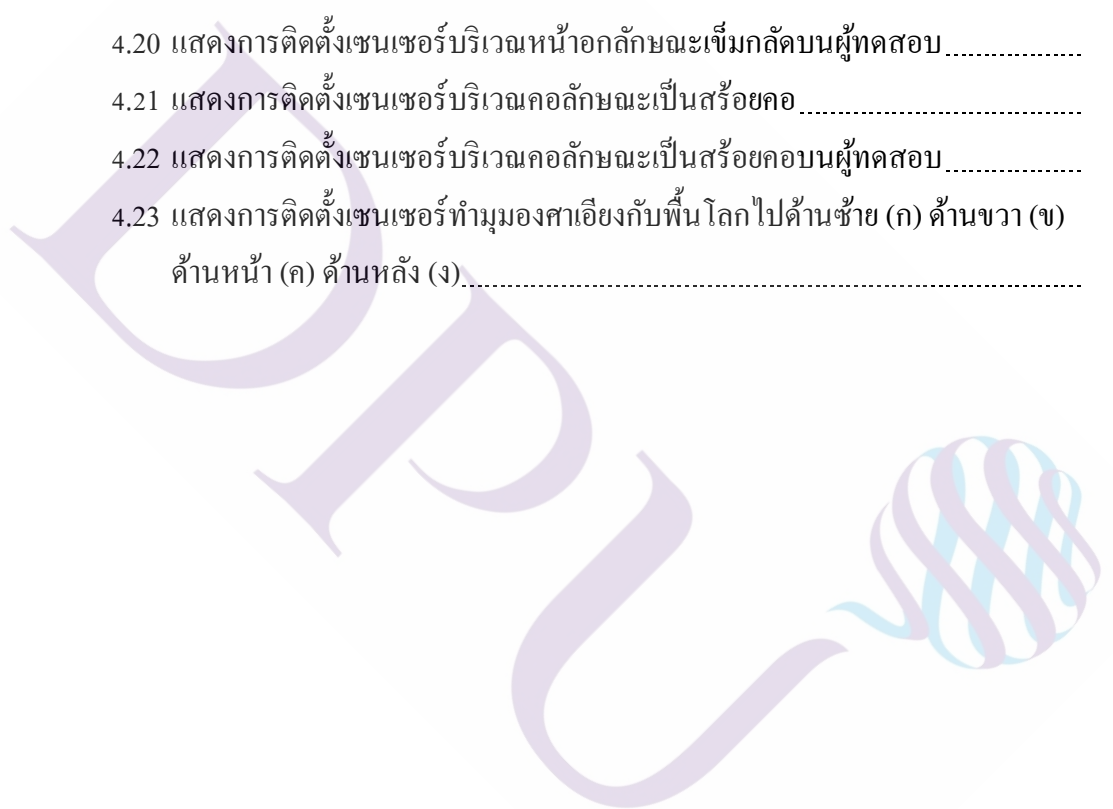 4.20 แสดงการติดตั้งเซนเซอร์บริเวณหน้าอกลักษณะเข็มกลัดบนผู้ทดสอบ
4.21 แสดงการติดตั้งเซนเซอร์บริเวณคอลักษณะเป็นสร้อยคอ
4.22 แสดงการติดตั้งเซนเซอร์บริเวณคอลักษณะเป็นสร้อยคอบนผู้ทดสอบ
4.23 แสดงการติดตั้งเซนเซอร์ทำมุมองศาเอียงกับพื้นโลกไปด้านซ้าย (ก) ด้านขวา (ข)
ด้านหน้า (ค) ด้านหลัง (ง)
DPU